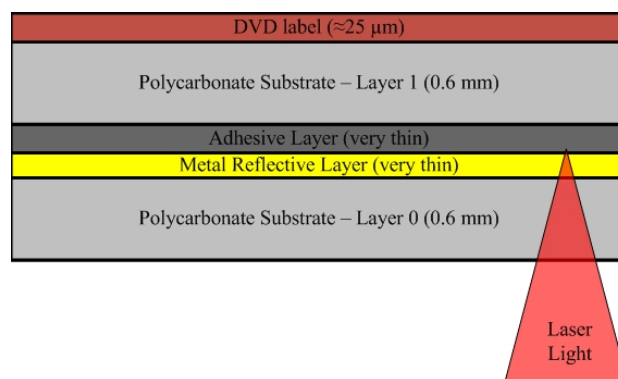 DVD label (≈25 µm)
Polycarbonate Substrate – Layer 1 (0.6 mm)
Adhesive Layer (very thin)
Metal Reflective Layer (very thin)
Polycarbonate Substrate – Layer 0 (0.6 mm)
Laser
Light